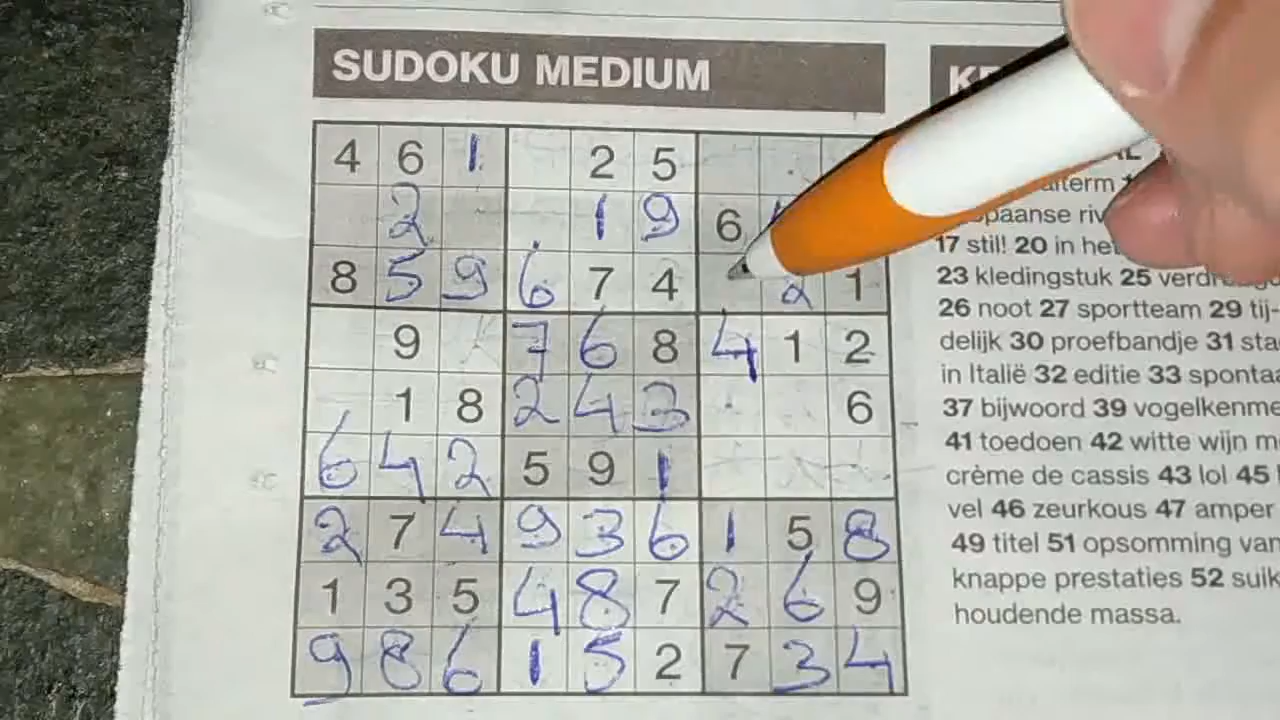 SUDOKU MEDIUM
4 6 1 2 5
2 1 9 6
8 5 9 6 7 4 2 1
9 7 6 8 4 1 2
1 8 2 4 3 6
6 4 2 5 9 1
2 7 4 9 3 6 1 5 8
1 3 5 4 8 7 2 6 9
9 8 6 1 5 2 7 3 4
17 stil! 20 in het
23 kledingstuk 25
26 noot 27 sportteam 29 tij-
delijk 30 proefbandje 31
in Italië 32 editie 33
37 bijwoord 39
41 toedoen 42 witte wijn
crème de cassis 43 lol 45
vel 46 zeurkous 47 amper
49 titel 51 opsomming van
knappe prestaties 52
houdende massa.